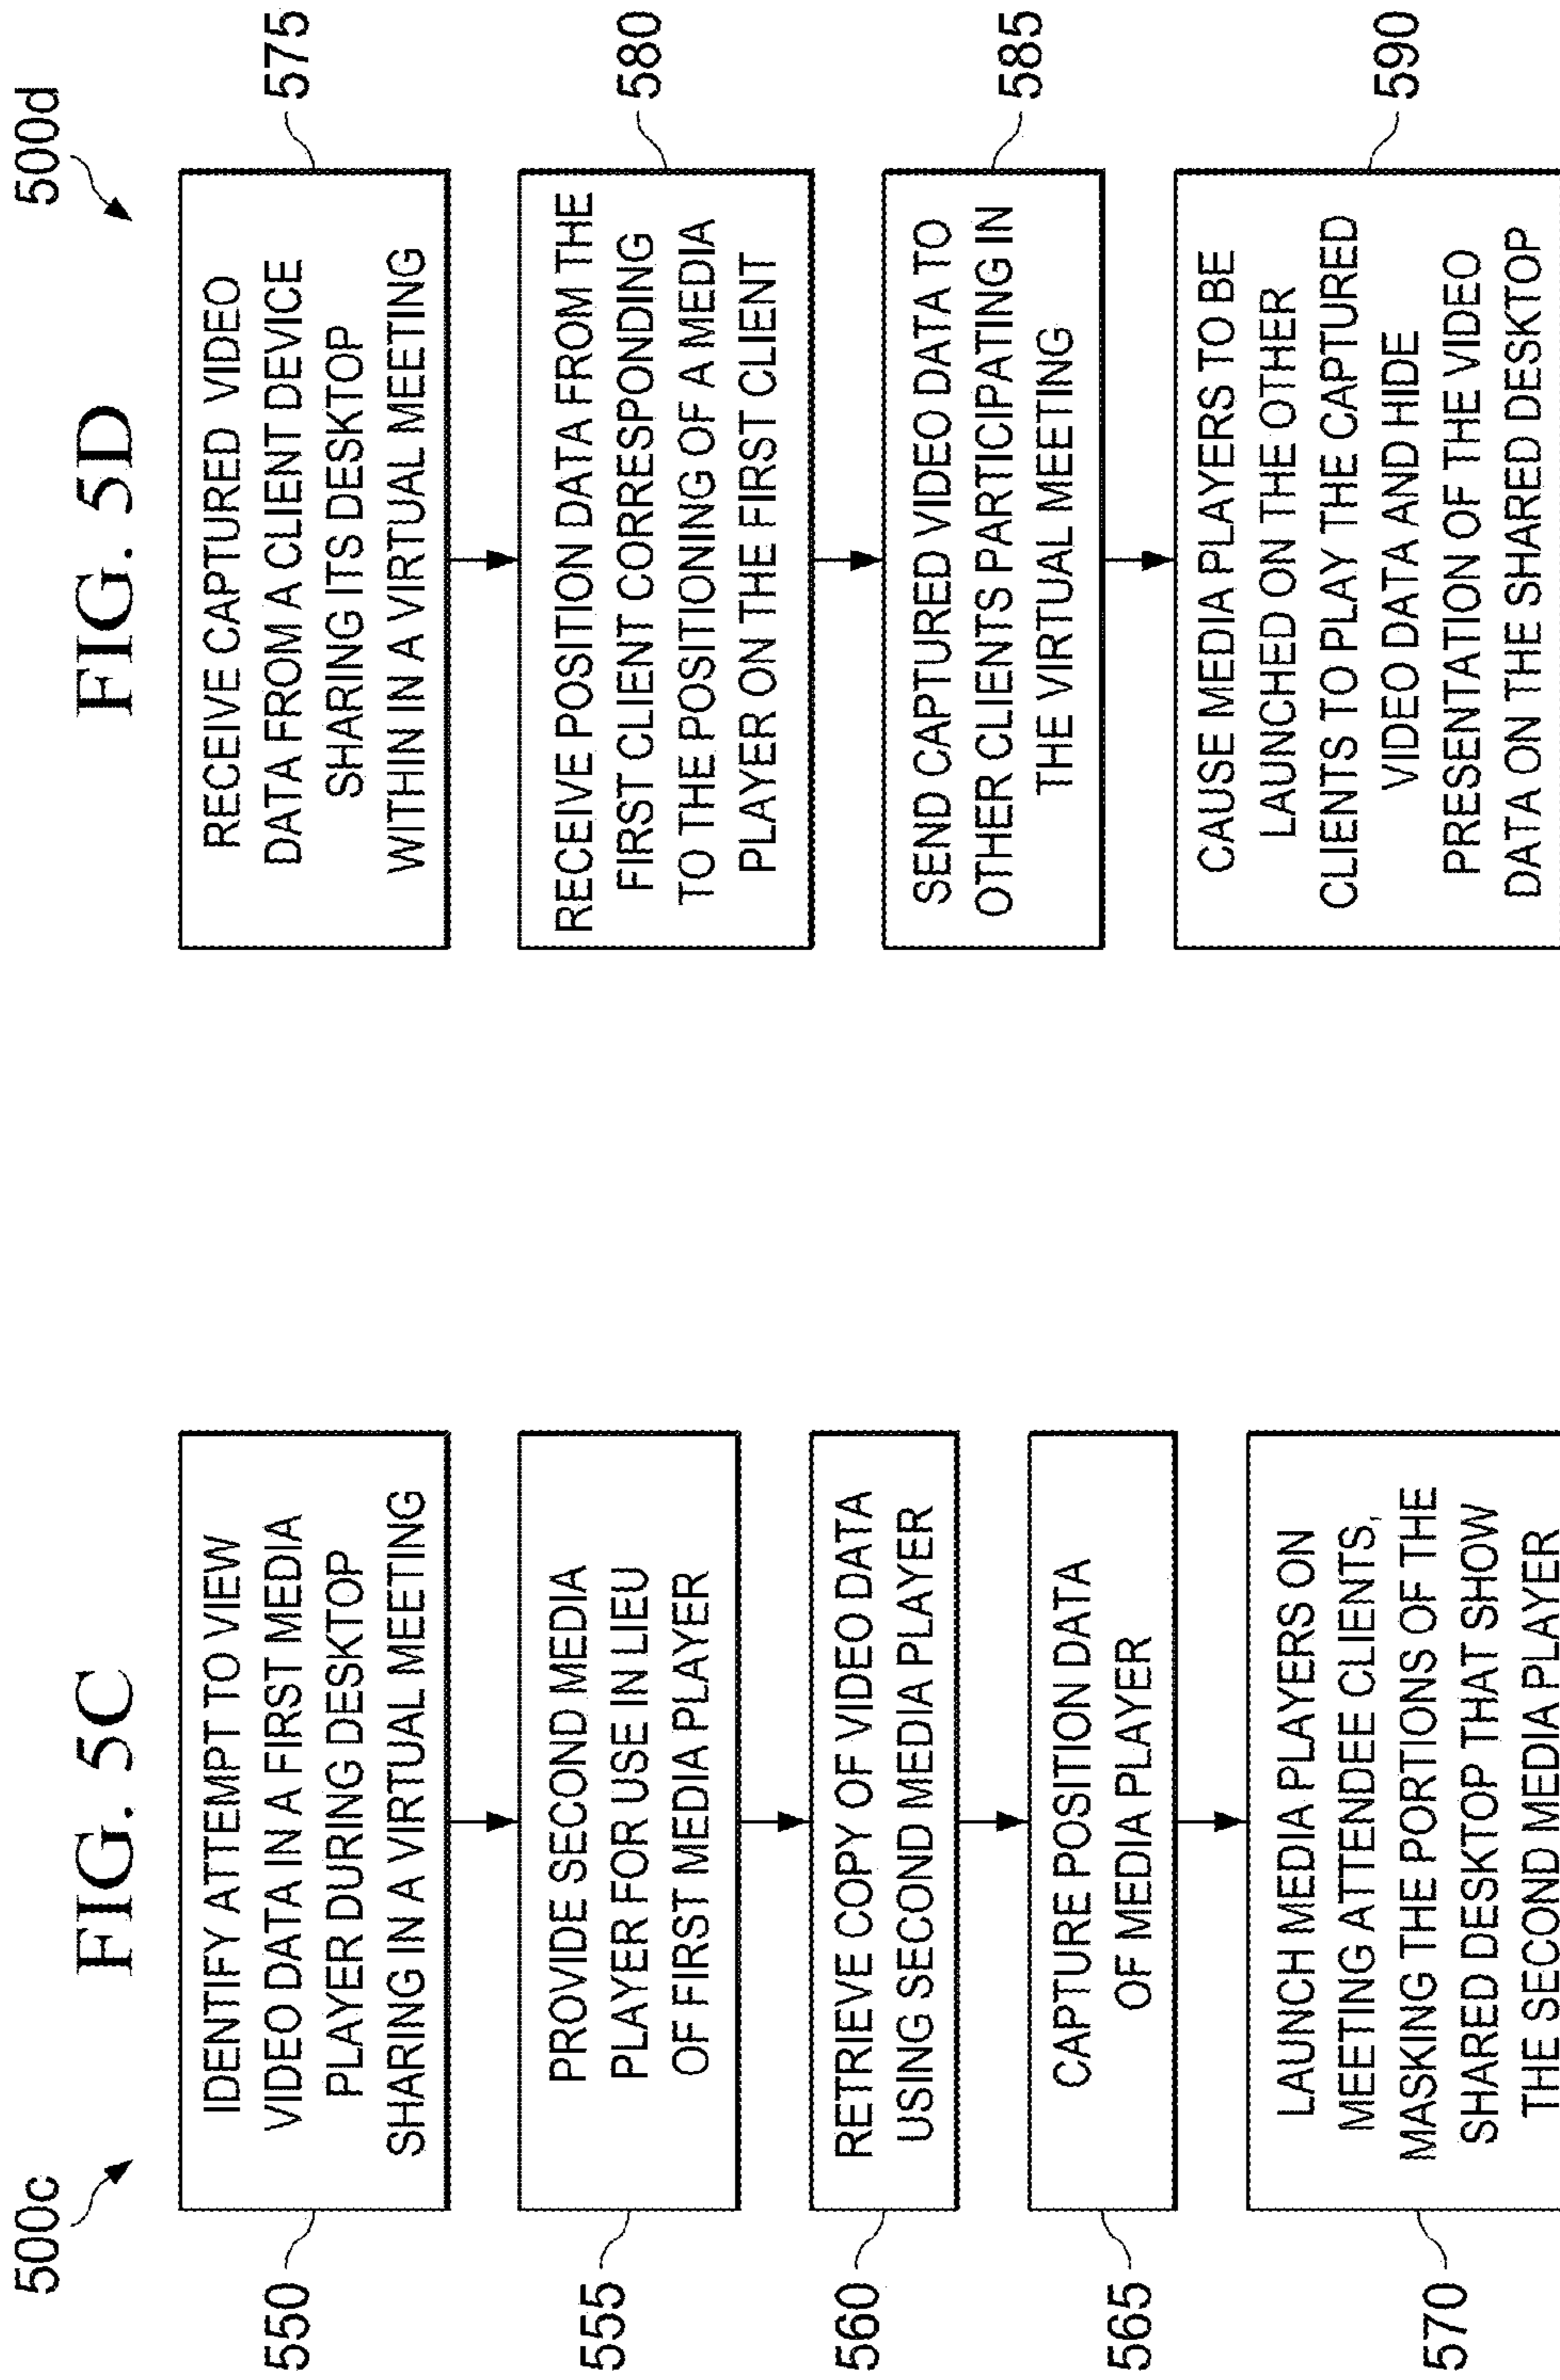 FIG. 5C
500c
IDENTIFY ATTEMPT TO VIEW
VIDEO DATA IN A FIRST MEDIA
PLAYER DURING DESKTOP
SHARING IN A VIRTUAL MEETING
550
PROVIDE SECOND MEDIA
PLAYER FOR USE IN LIEU
OF FIRST MEDIA PLAYER
555
RETRIEVE COPY OF VIDEO DATA
USING SECOND MEDIA PLAYER
560
CAPTURE POSITION DATA
OF MEDIA PLAYER
565
LAUNCH MEDIA PLAYERS ON
MEETING ATTENDEE CLIENTS,
MASKING THE PORTIONS OF THE
SHARED DESKTOP THAT SHOW
THE SECOND MEDIA PLAYER
570
FIG. 5D
500d
RECEIVE CAPTURED VIDEO
DATA FROM A CLIENT DEVICE
SHARING ITS DESKTOP
WITHIN IN A VIRTUAL MEETING
575
RECEIVE POSITION DATA FROM THE
FIRST CLIENT CORRESPONDING
TO THE POSITIONING OF A MEDIA
PLAYER ON THE FIRST CLIENT
580
SEND CAPTURED VIDEO DATA TO
OTHER CLIENTS PARTICIPATING IN
THE VIRTUAL MEETING
585
CAUSE MEDIA PLAYERS TO BE
LAUNCHED ON THE OTHER
CLIENTS TO PLAY THE CAPTURED
VIDEO DATA AND HIDE
PRESENTATION OF THE VIDEO
DATA ON THE SHARED DESKTOP
590